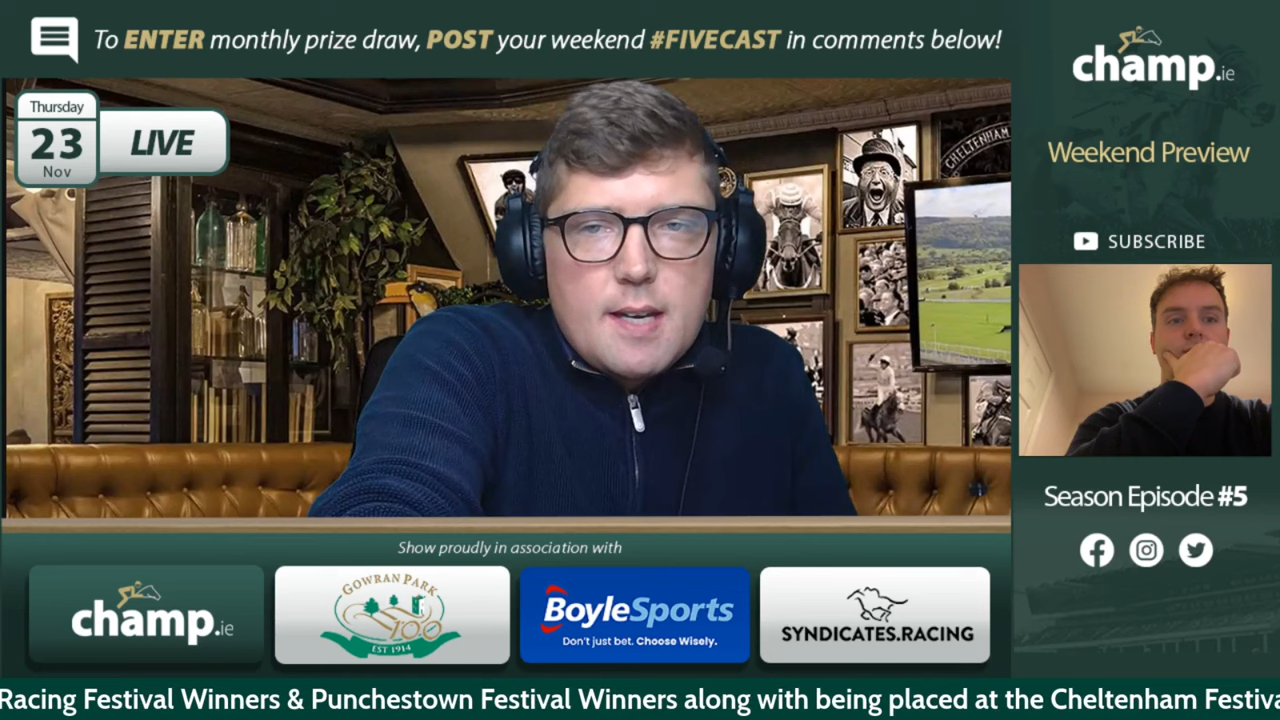 To ENTER monthly prize draw, POST your weekend #FIVECAST in comments below!
Thursday
23
Nov
LIVE
CHELTENHAM
champ.ie
Weekend Preview
SUBSCRIBE
Season Episode #5
Show proudly in association with
champ.ie
GOWRAN PARK
100
EST 1914
BoyleSports
Don't just bet. Choose Wisely.
SYNDICATES.RACING
Racing Festival Winners & Punchestown Festival Winners along with being placed at the Cheltenham Festiva